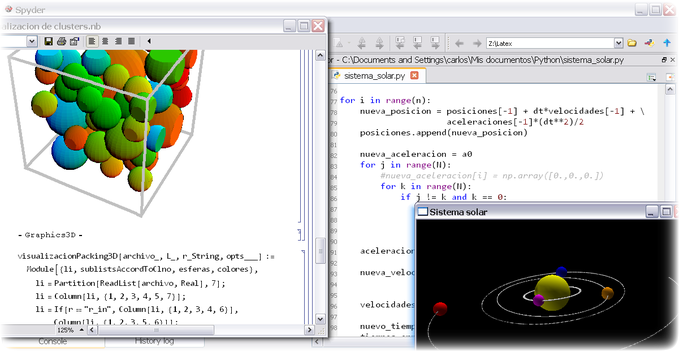 Spyder
alizacion de clusters.nb
- Graphics3D -
visualizacionPacking3D[archivo_, L_, r_String, opts___] :=
Module[{li, sublistsAccordToClno, esferas, colores},
li = Partition[ReadList[archivo, Real], 7];
li = Column[li, {1, 2, 3, 4, 5, 7}];
li = If[r == "r_in", Column[li, {1, 2, 3, 4, 6}],
Column[li, {1, 2, 3, 5, 6}]];
125%
Console
History log
Z:\Latex
or - C:\Documents and Settings\carlos\Mis documentos\Python\sistema_solar.py
sistema_solar.py
76
for i in range(n):
nueva_posicion = posiciones[-1] + dt*velocidades[-1] + \
aceleraciones[-1]*(dt**2)/2
posiciones.append(nueva_posicion)
82
nueva_aceleracion = a0
for j in range(N):
#nueva_aceleracion[i] = np.array([0.,0.,0.])
for k in range(N):
if j != k and k == 0:
aceleracion
nueva_veloc
velocidades
nuevo_tiemp
Sistema solar